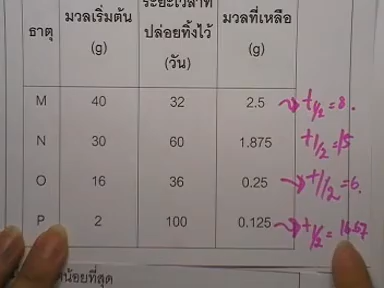 ธาตุ
มวลเริ่มต้น
(g)
ระยะเวลาที่
ปล่อยทิ้งไว้
(วัน)
มวลที่เหลือ
(g)
M 40 32 2.5 → t1/2 = 8.
N 30 60 1.875 t1/2 = 15
O 16 36 0.25 → t1/2 = 6.
P 2 100 0.125 → t1/2 = 16.67
น้อยที่สุด